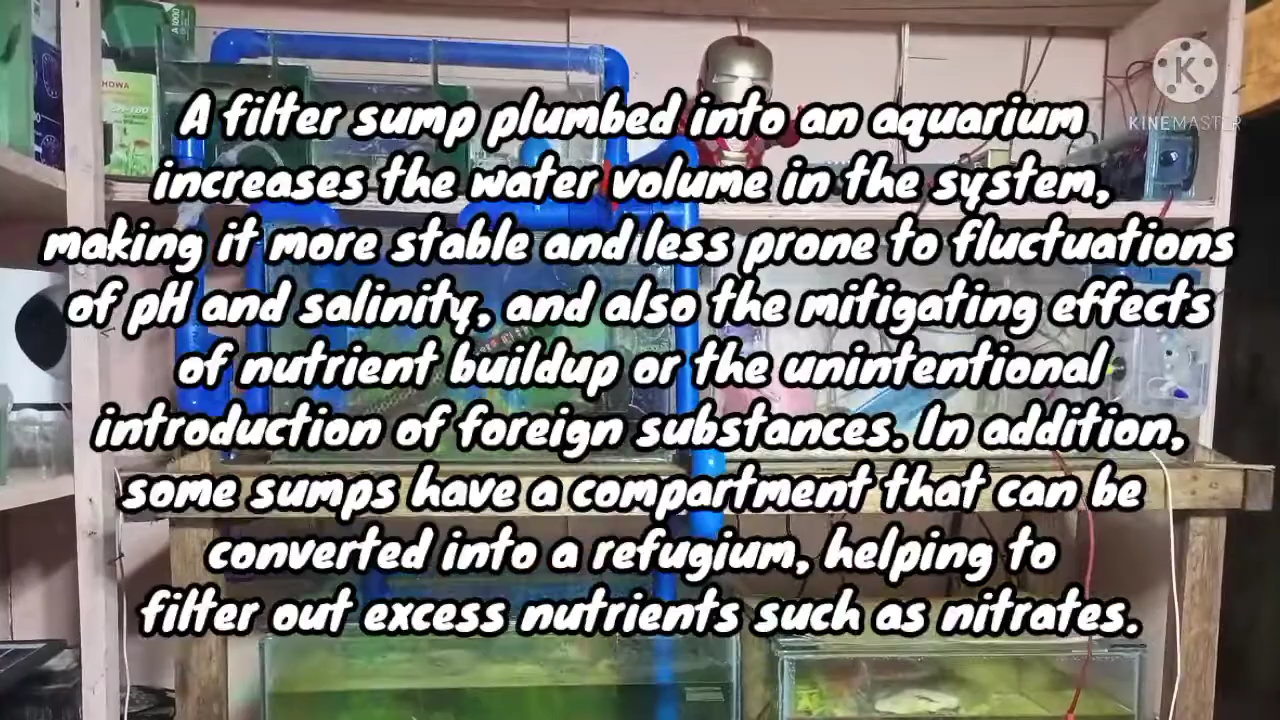 A filter sump plumbed into an aquarium
increases the water volume in the system,
making it more stable and less prone to fluctuations
of pH and salinity, and also the mitigating effects
of nutrient buildup or the unintentional
introduction of foreign substances. In addition,
some sumps have a compartment that can be
converted into a refugium, helping to
filter out excess nutrients such as nitrates.
K
KINEMASTER
HOWA